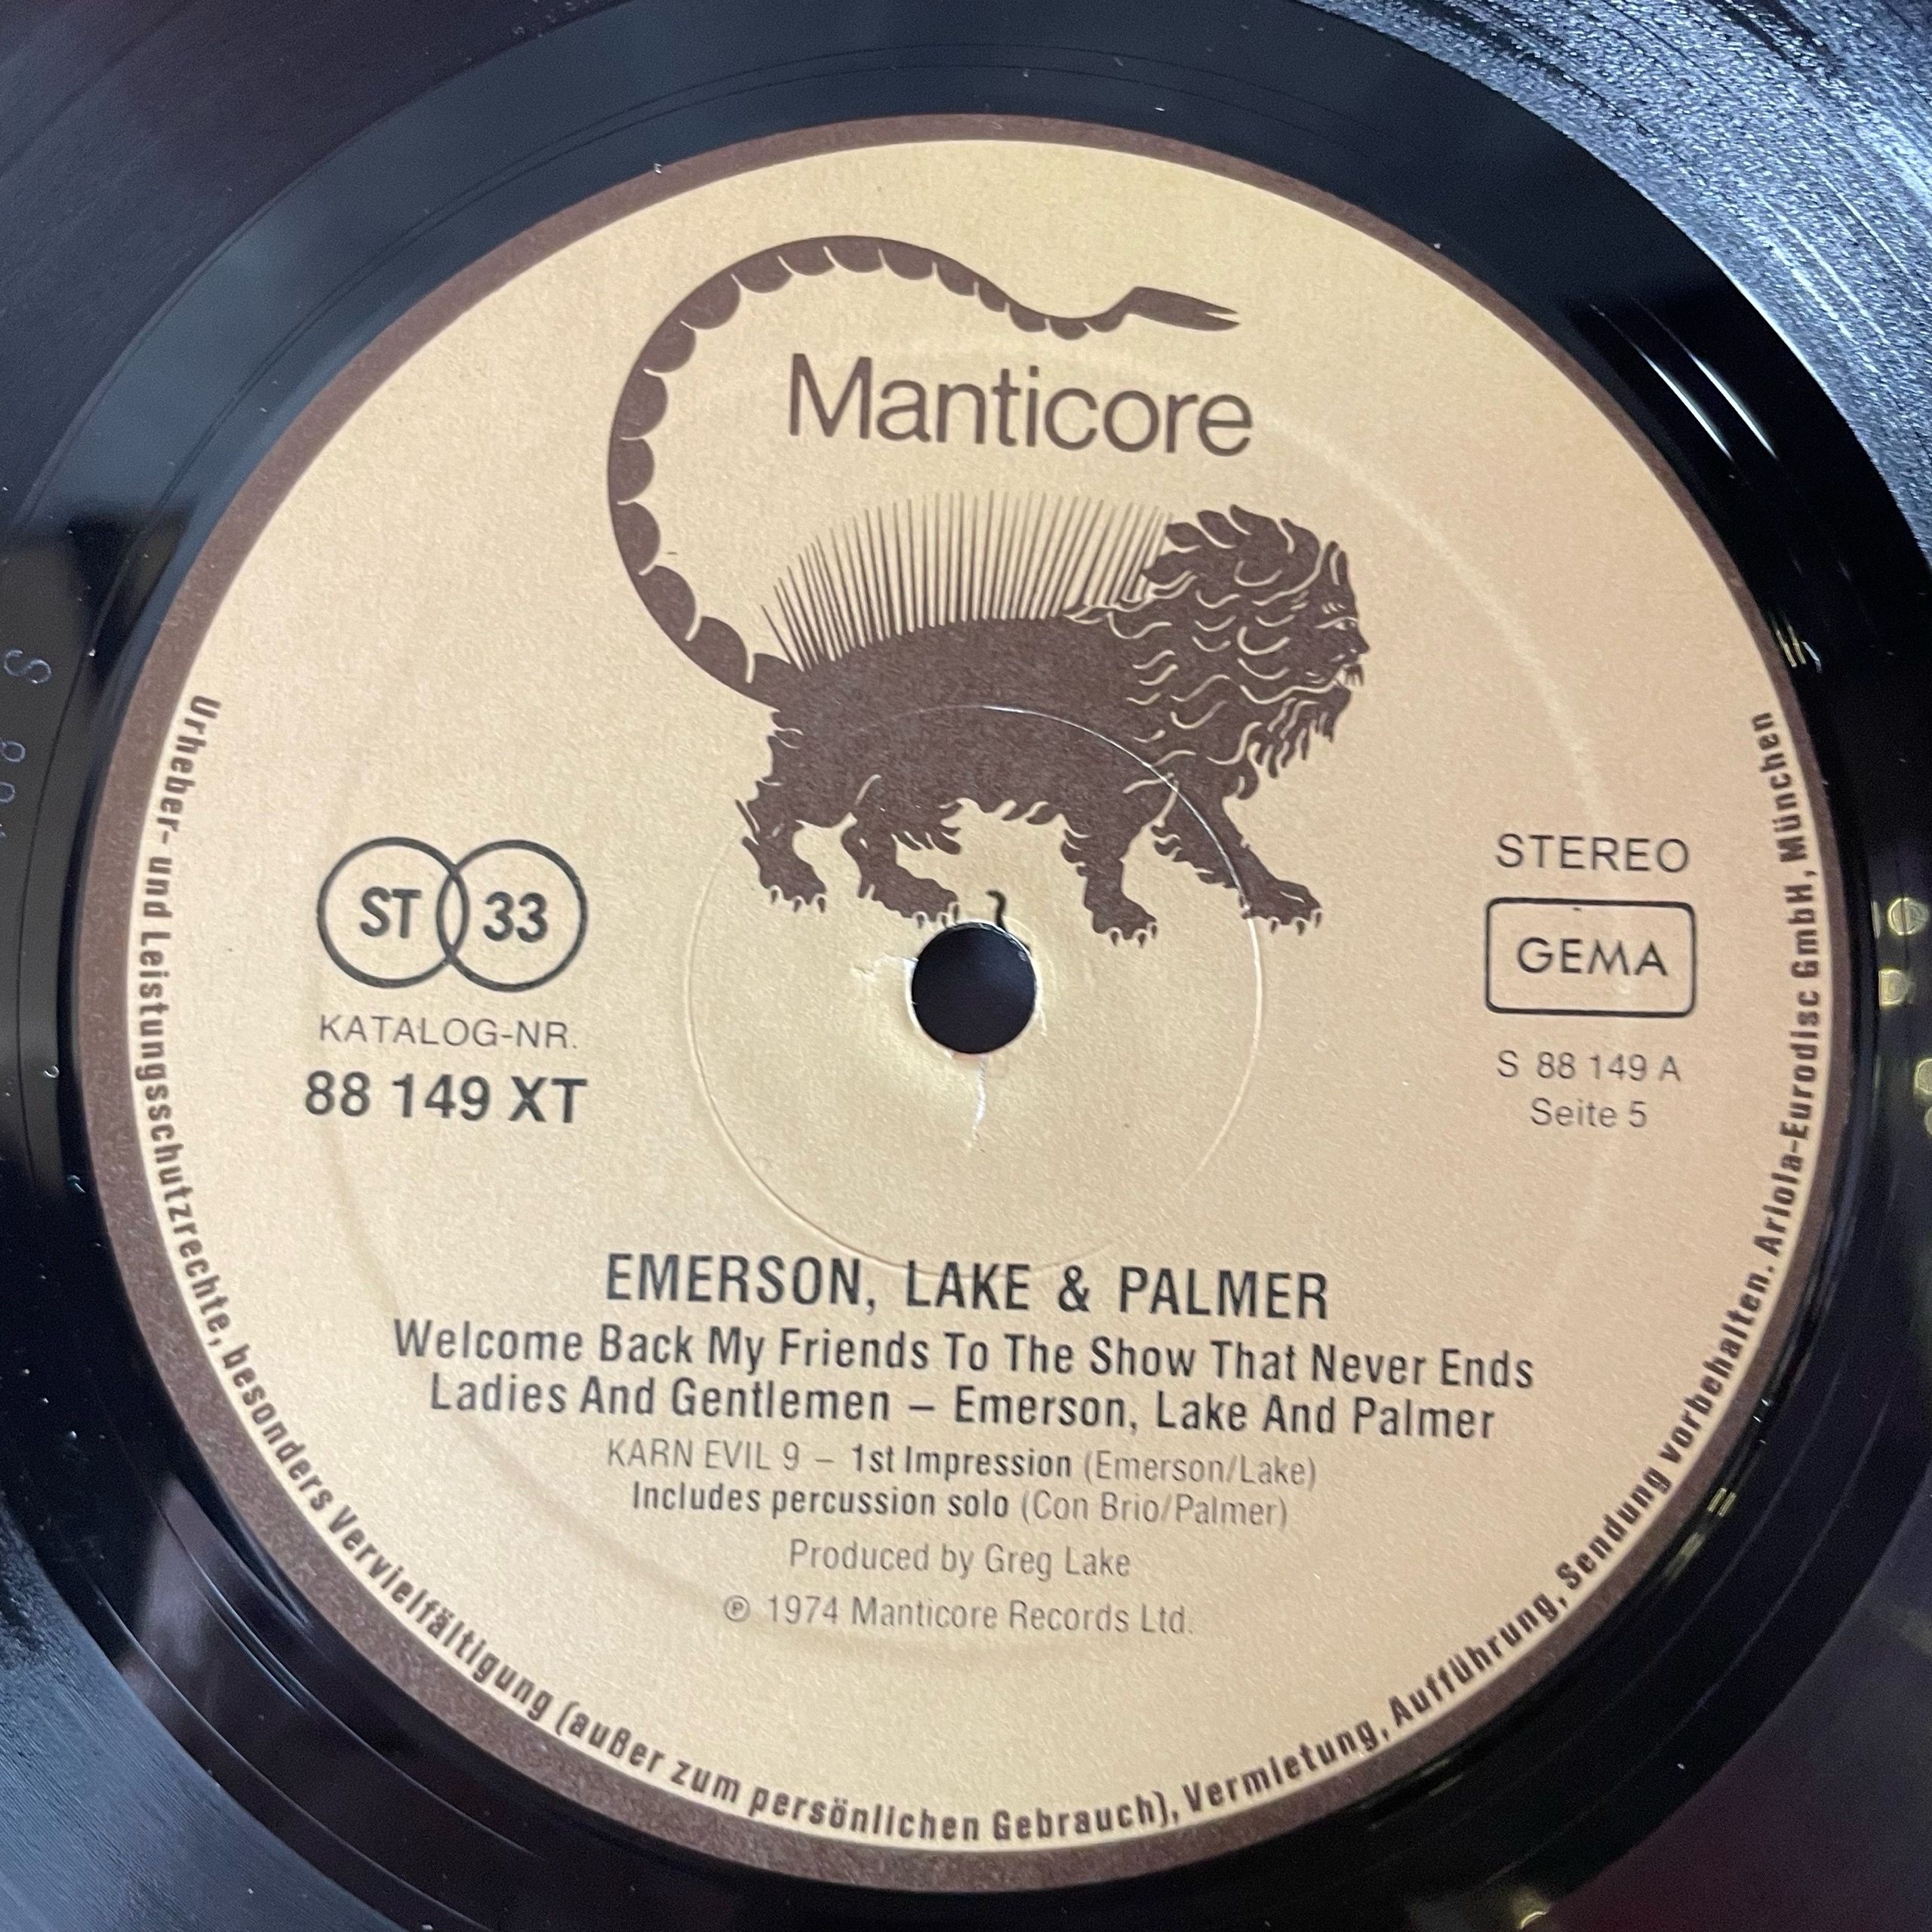 Manticore
ST 33
KATALOG-NR.
88 149 XT
STEREO
GEMA
S 88 149 A
Seite 5
EMERSON, LAKE & PALMER
Welcome Back My Friends To The Show That Never Ends
Ladies And Gentlemen – Emerson, Lake And Palmer
KARN EVIL 9 – 1st Impression (Emerson/Lake)
Includes percussion solo (Con Brio/Palmer)
Produced by Greg Lake
℗ 1974 Manticore Records Ltd.
Urheber- und Leistungsschutzrechte, besonders Vervielfältigung (außer zum persönlichen Gebrauch), Vermietung, Aufführung, Sendung vorbehalten. Ariola-Eurodisc GmbH, München